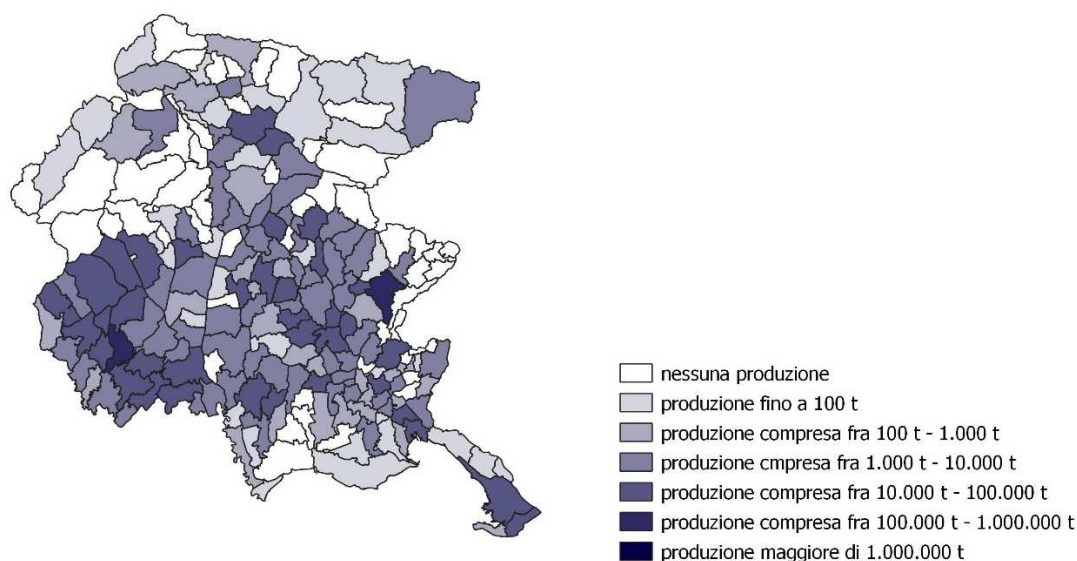 nessuna produzione
produzione fino a 100 t
produzione compresa fra 100 t - 1.000 t
produzione cmpresa fra 1.000 t - 10.000 t
produzione compresa fra 10.000 t - 100.000 t
produzione compresa fra 100.000 t - 1.000.000 t
produzione maggiore di 1.000.000 t